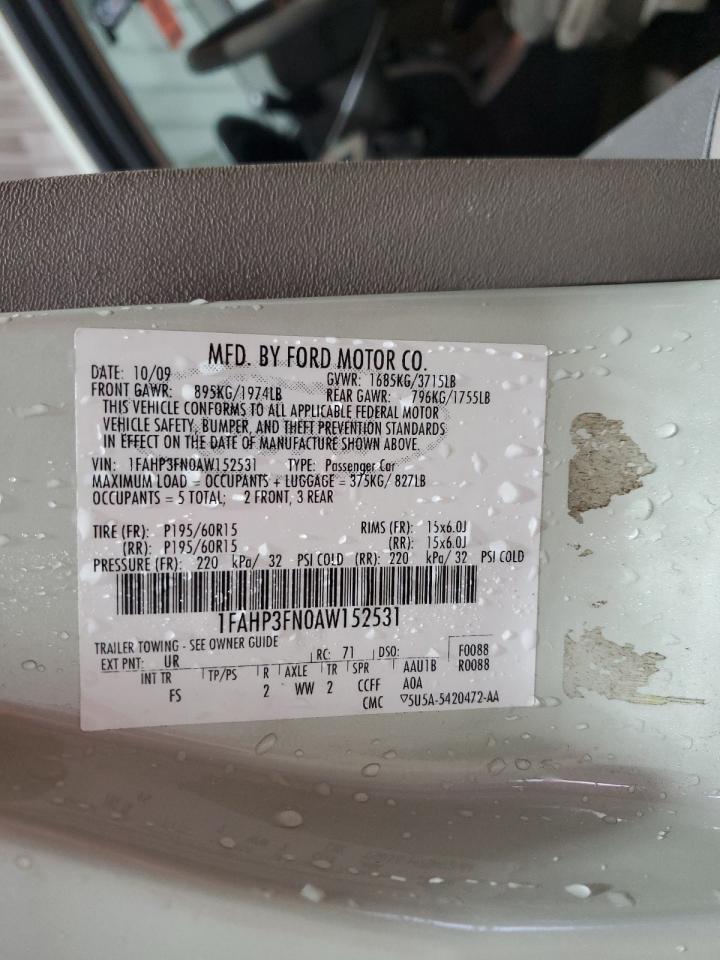 MFD. BY FORD MOTOR CO.
DATE: 10/09 GVWR: 1685KG/3715LB
FRONT GAWR: 895KG/1974LB REAR GAWR: 796KG/1755LB
THIS VEHICLE CONFORMS TO ALL APPLICABLE FEDERAL MOTOR
VEHICLE SAFETY, BUMPER, AND THEFT PREVENTION STANDARDS
IN EFFECT ON THE DATE OF MANUFACTURE SHOWN ABOVE.
VIN: 1FAHP3FN0AW152531 TYPE: Passenger Car
MAXIMUM LOAD = OCCUPANTS + LUGGAGE = 375KG/ 827LB
OCCUPANTS = 5 TOTAL; 2 FRONT, 3 REAR
TIRE (FR): P195/60R15 RIMS (FR): 15x6.0J
(RR): P195/60R15 (RR): 15x6.0J
PRESSURE (FR): 220 kPa/ 32 PSI COLD (RR): 220 kPa/ 32 PSI COLD
1FAHP3FN0AW152531
TRAILER TOWING - SEE OWNER GUIDE
EXT PNT: UR RC: 71 DSO: F0088
R0088
INT TR TP/PS R AXLE TR SPR AAU1B
FS 2 WW 2 CCFF A0A
CMC ▽5U5A-5420472-AA